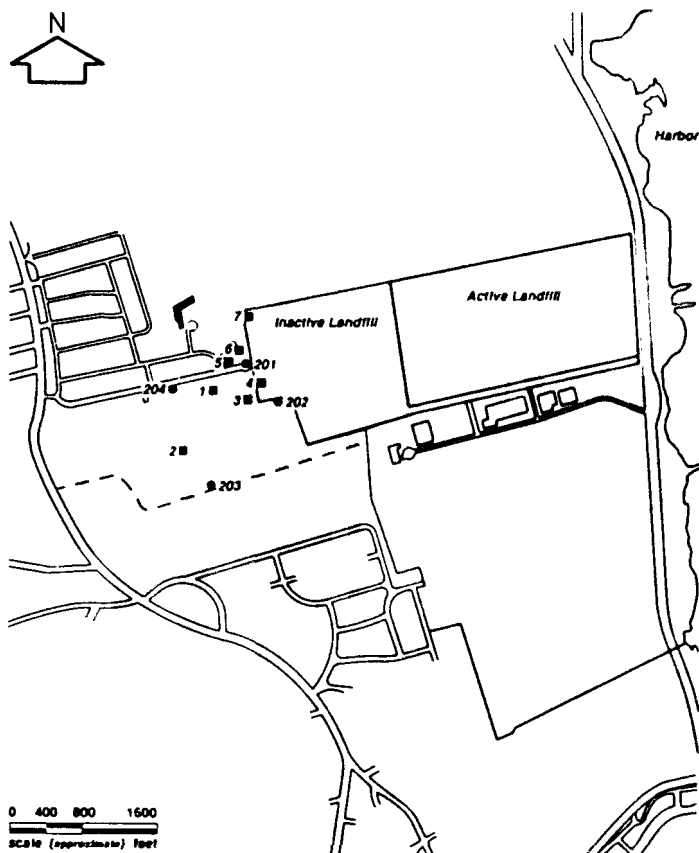 N
Harbor
Active Landfill
Inactive Landfill
7
6
5
201
4
204
1
3
202
2
203
0 400 800 1600
scale (approximate) feet